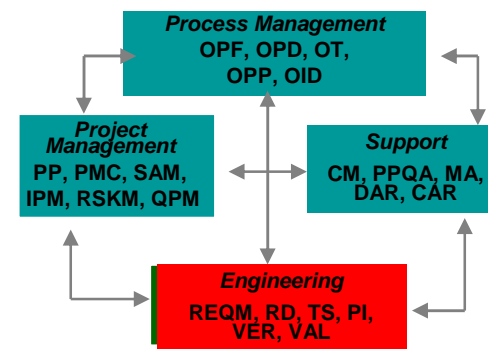 Process Management
OPF, OPD, OT,
OPP, OID
Project
Management
PP, PMC, SAM,
IPM, RSKM, QPM
Support
CM, PPQA, MA,
DAR, CAR
Engineering
REQM, RD, TS, PI,
VER, VAL